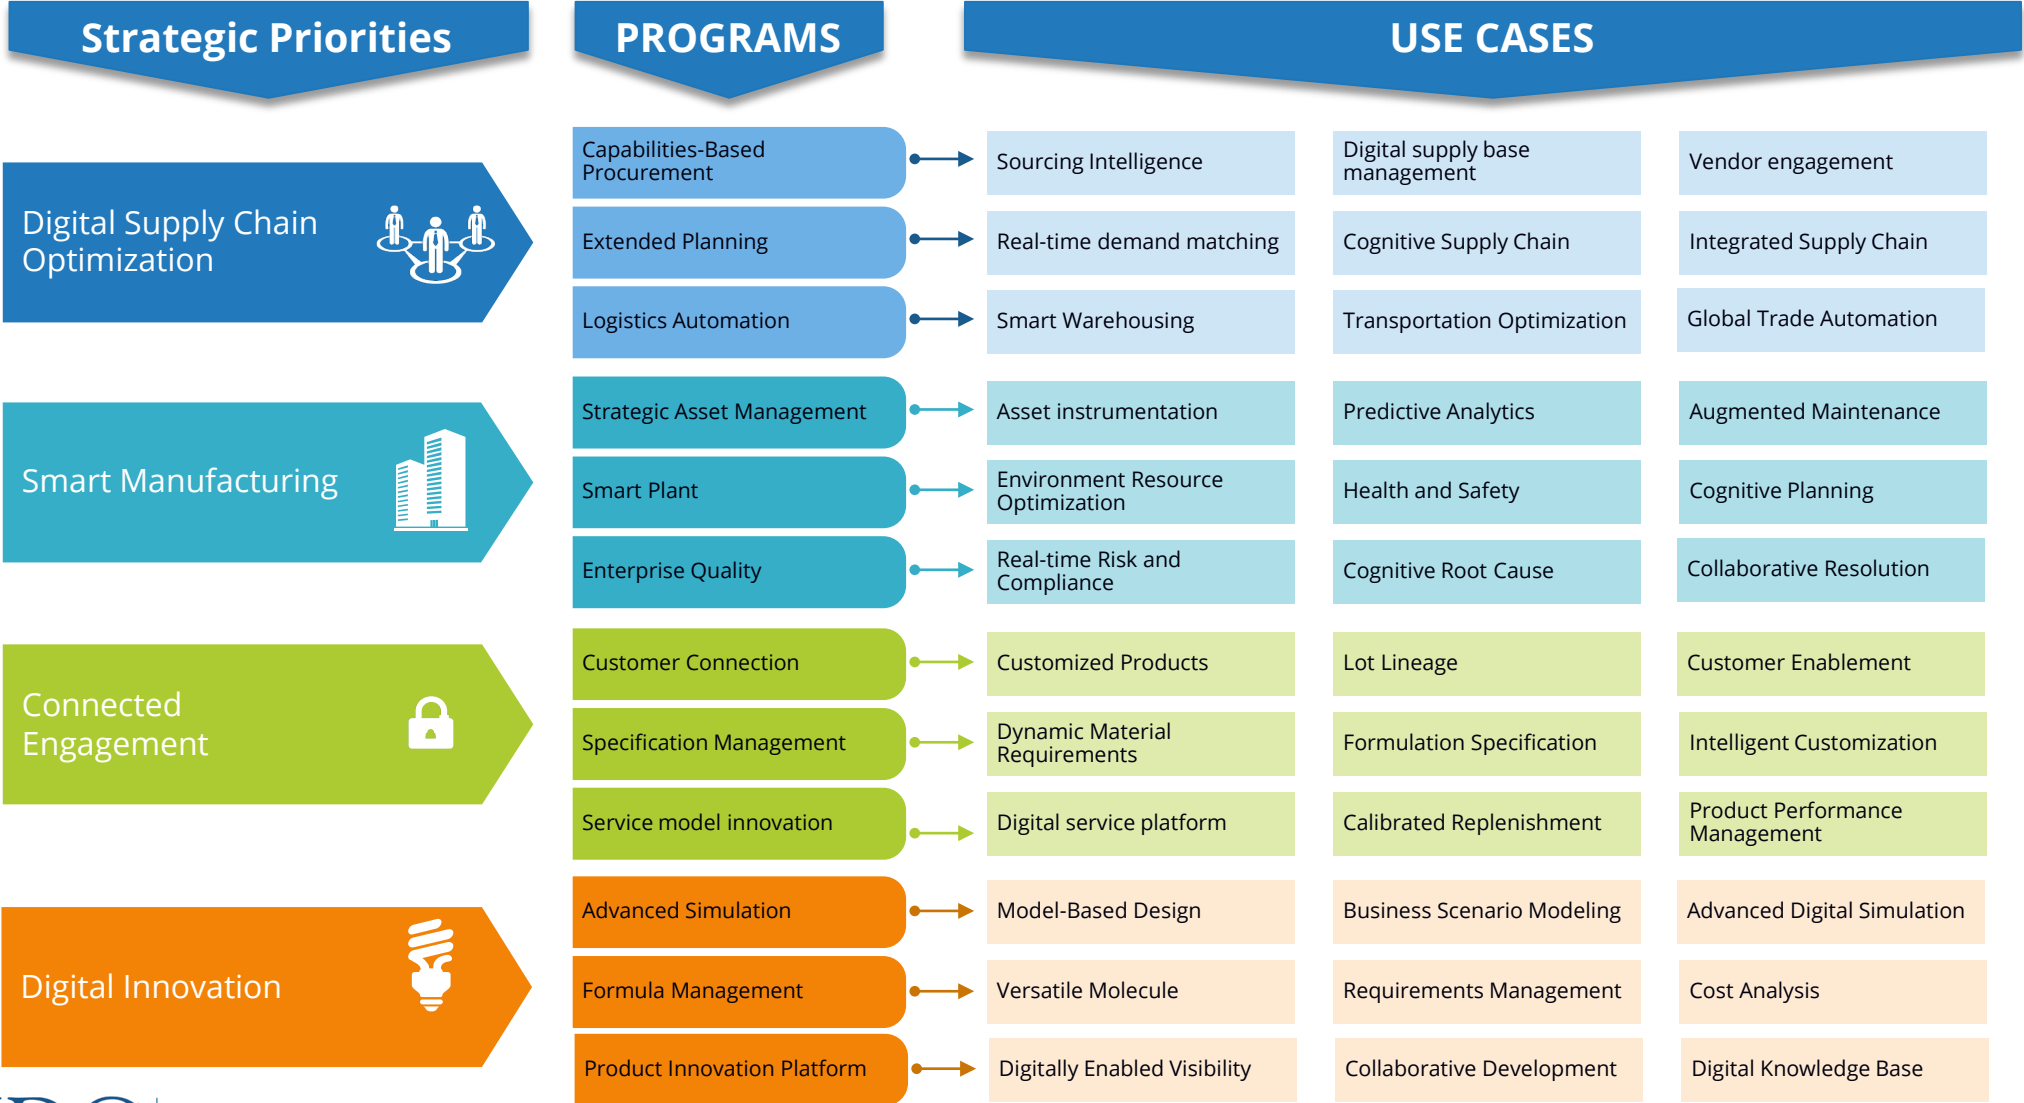 Strategic Priorities
PROGRAMS
USE CASES
Digital Supply Chain
Optimization
Capabilities-Based
Procurement
Sourcing Intelligence
Digital supply base
management
Vendor engagement
Extended Planning
Real-time demand matching
Cognitive Supply Chain
Integrated Supply Chain
Logistics Automation
Smart Warehousing
Transportation Optimization
Global Trade Automation
Smart Manufacturing
Strategic Asset Management
Asset instrumentation
Predictive Analytics
Augmented Maintenance
Smart Plant
Environment Resource
Optimization
Health and Safety
Cognitive Planning
Enterprise Quality
Real-time Risk and
Compliance
Cognitive Root Cause
Collaborative Resolution
Connected
Engagement
Customer Connection
Customized Products
Lot Lineage
Customer Enablement
Specification Management
Dynamic Material
Requirements
Formulation Specification
Intelligent Customization
Service model innovation
Digital service platform
Calibrated Replenishment
Product Performance
Management
Digital Innovation
Advanced Simulation
Model-Based Design
Business Scenario Modeling
Advanced Digital Simulation
Formula Management
Versatile Molecule
Requirements Management
Cost Analysis
Product Innovation Platform
Digitally Enabled Visibility
Collaborative Development
Digital Knowledge Base